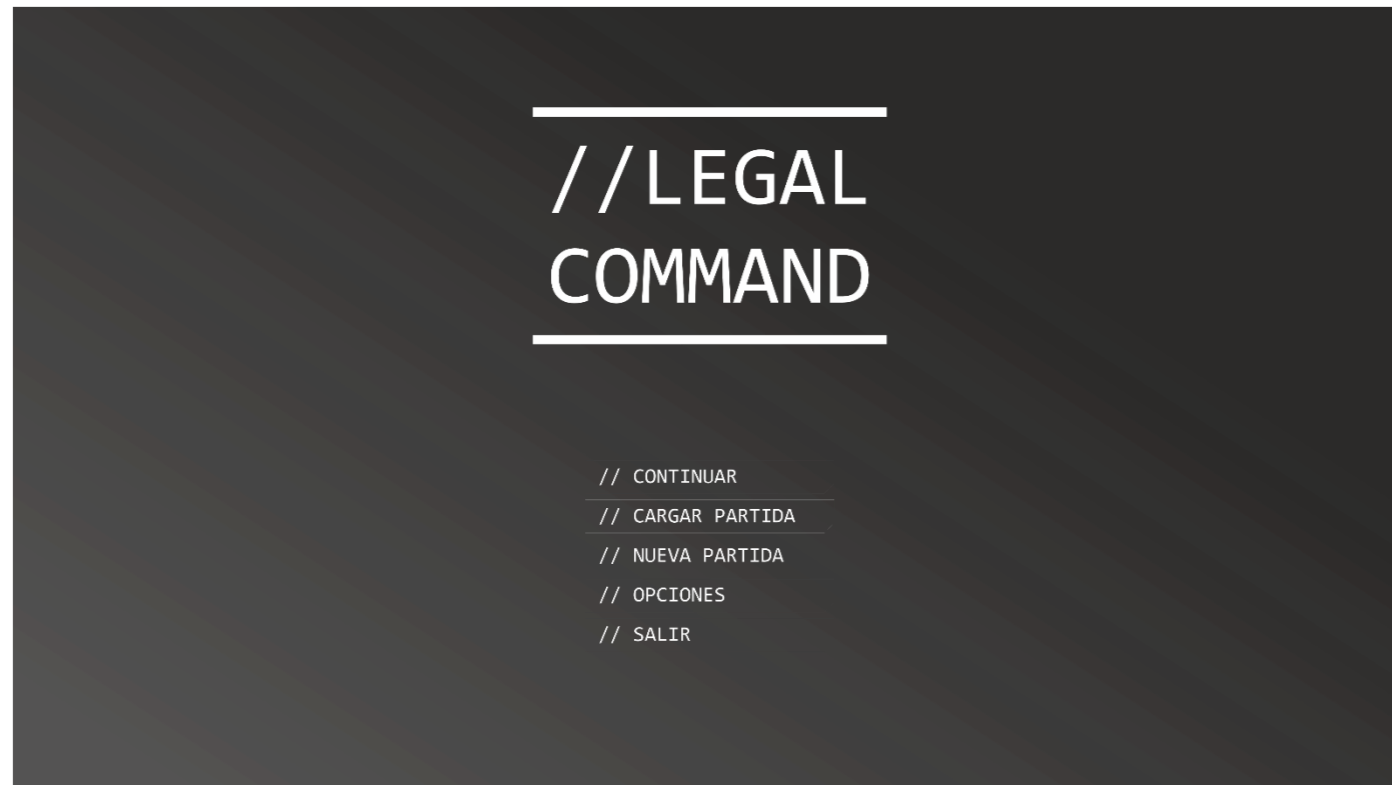 //LEGAL
COMMAND
// CONTINUAR
// CARGAR PARTIDA
// NUEVA PARTIDA
// OPCIONES
// SALIR